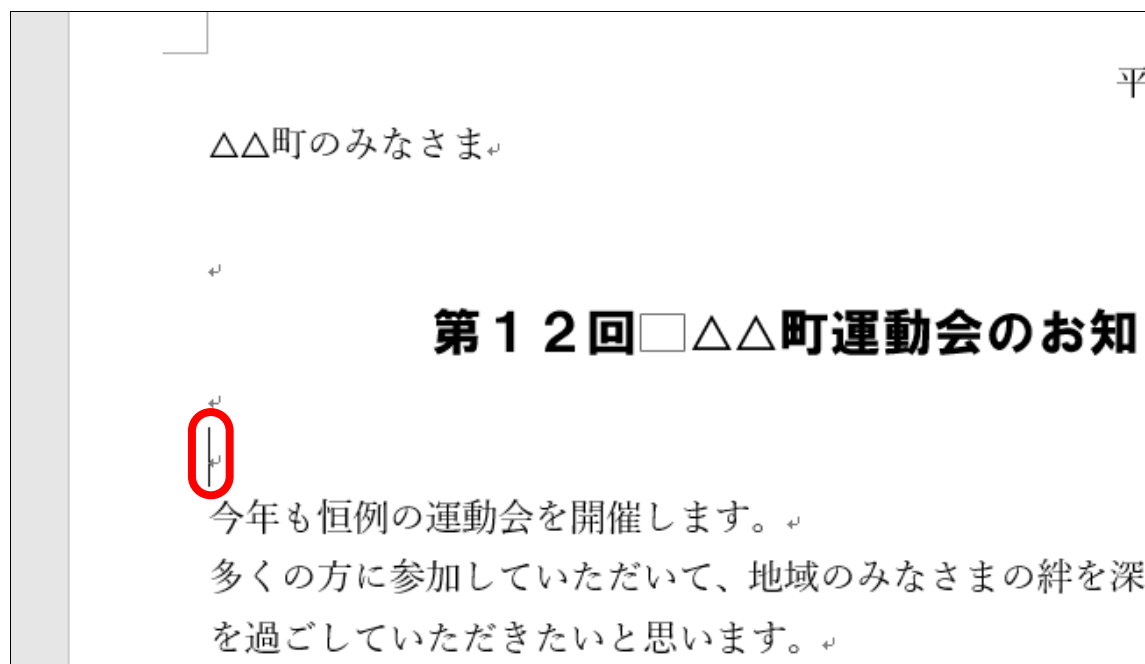 平
△△町のみなさま
第１２回□△△町運動会のお知
今年も恒例の運動会を開催します。
多くの方に参加していただいて、地域のみなさまの絆を深
を過ごしていただきたいと思います。